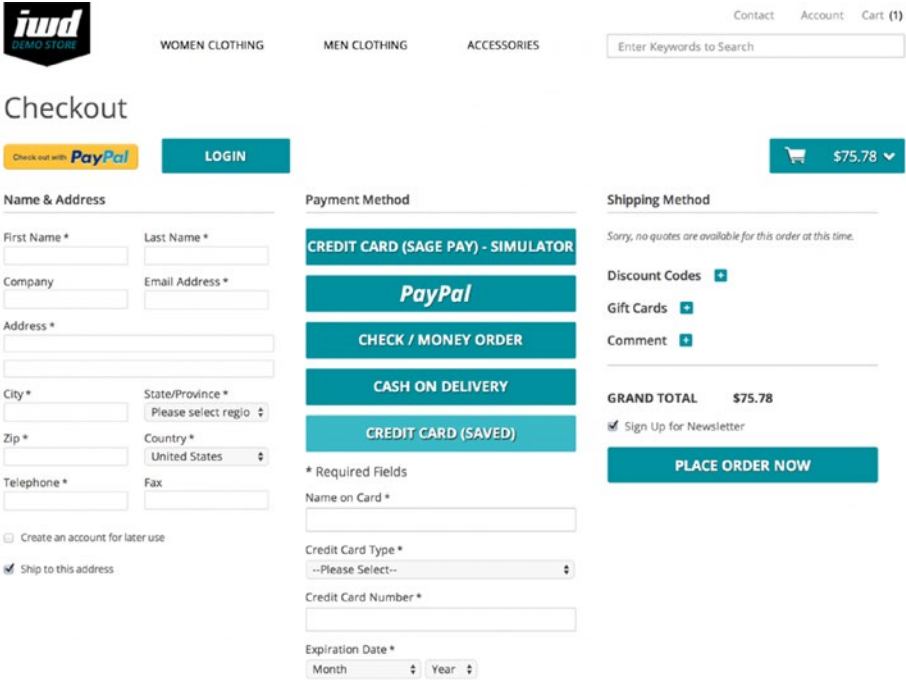 iwd
DEMO STORE
Contact Account Cart (1)
WOMEN CLOTHING MEN CLOTHING ACCESSORIES
Enter Keywords to Search
Checkout
Check out with PayPal
LOGIN
$75.78
Name & Address
First Name * Last Name *
Company Email Address *
Address *
City * State/Province *
Please select regio
Zip * Country *
United States
Telephone * Fax
Create an account for later use
Ship to this address
Payment Method
CREDIT CARD (SAGE PAY) - SIMULATOR
PayPal
CHECK / MONEY ORDER
CASH ON DELIVERY
CREDIT CARD (SAVED)
* Required Fields
Name on Card *
Credit Card Type *
--Please Select--
Credit Card Number *
Expiration Date *
Month Year
Shipping Method
Sorry, no quotes are available for this order at this time.
Discount Codes +
Gift Cards +
Comment +
GRAND TOTAL $75.78
Sign Up for Newsletter
PLACE ORDER NOW